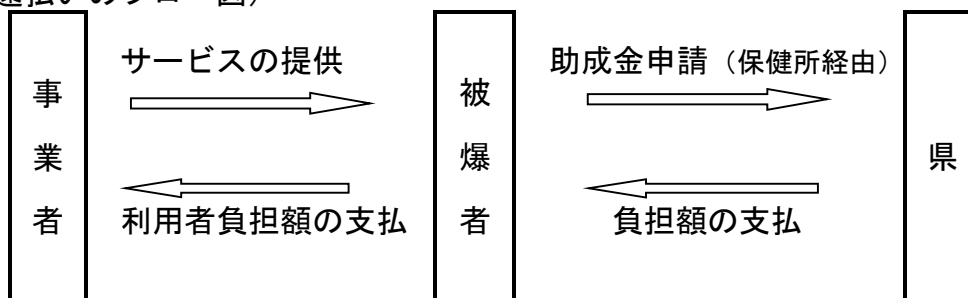 払いのフロー図）
サービスの提供
助成金申請（保健所経由）
事業者
被爆者
県
利用者負担額の支払
負担額の支払